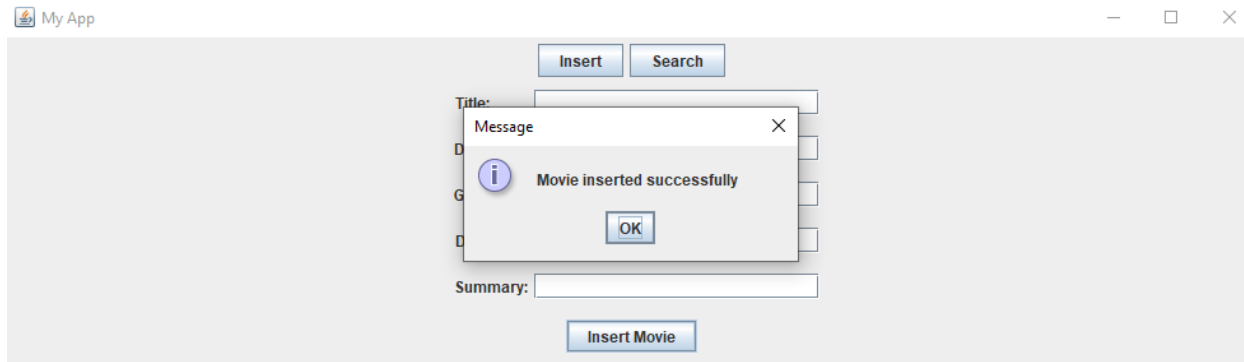 My App
Insert Search
Title:
Message
D
Movie inserted successfully
G
OK
D
Summary:
Insert Movie